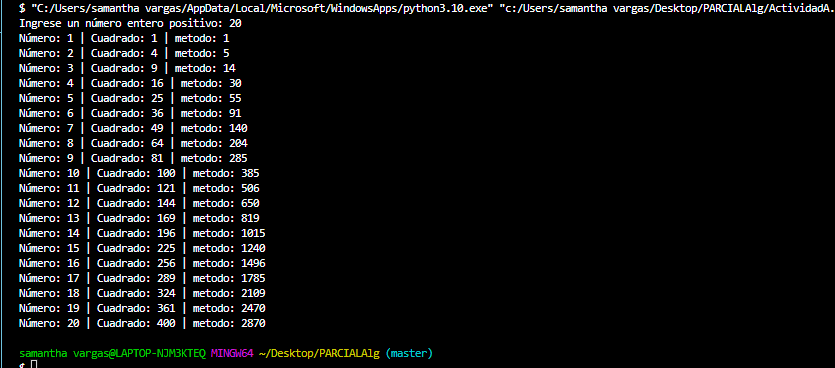 $ "C:/Users/samantha vargas/AppData/Local/Microsoft/WindowsApps/python3.10.exe" "c:/Users/samantha vargas/Desktop/PARCIALAlg/ActividadA.
Ingrese un número entero positivo: 20
Número: 1 | Cuadrado: 1 | metodo: 1
Número: 2 | Cuadrado: 4 | metodo: 5
Número: 3 | Cuadrado: 9 | metodo: 14
Número: 4 | Cuadrado: 16 | metodo: 30
Número: 5 | Cuadrado: 25 | metodo: 55
Número: 6 | Cuadrado: 36 | metodo: 91
Número: 7 | Cuadrado: 49 | metodo: 140
Número: 8 | Cuadrado: 64 | metodo: 204
Número: 9 | Cuadrado: 81 | metodo: 285
Número: 10 | Cuadrado: 100 | metodo: 385
Número: 11 | Cuadrado: 121 | metodo: 506
Número: 12 | Cuadrado: 144 | metodo: 650
Número: 13 | Cuadrado: 169 | metodo: 819
Número: 14 | Cuadrado: 196 | metodo: 1015
Número: 15 | Cuadrado: 225 | metodo: 1240
Número: 16 | Cuadrado: 256 | metodo: 1496
Número: 17 | Cuadrado: 289 | metodo: 1785
Número: 18 | Cuadrado: 324 | metodo: 2109
Número: 19 | Cuadrado: 361 | metodo: 2470
Número: 20 | Cuadrado: 400 | metodo: 2870
samantha vargas@LAPTOP-NJM3KTEQ MINGW64 ~/Desktop/PARCIALAlg (master)
$